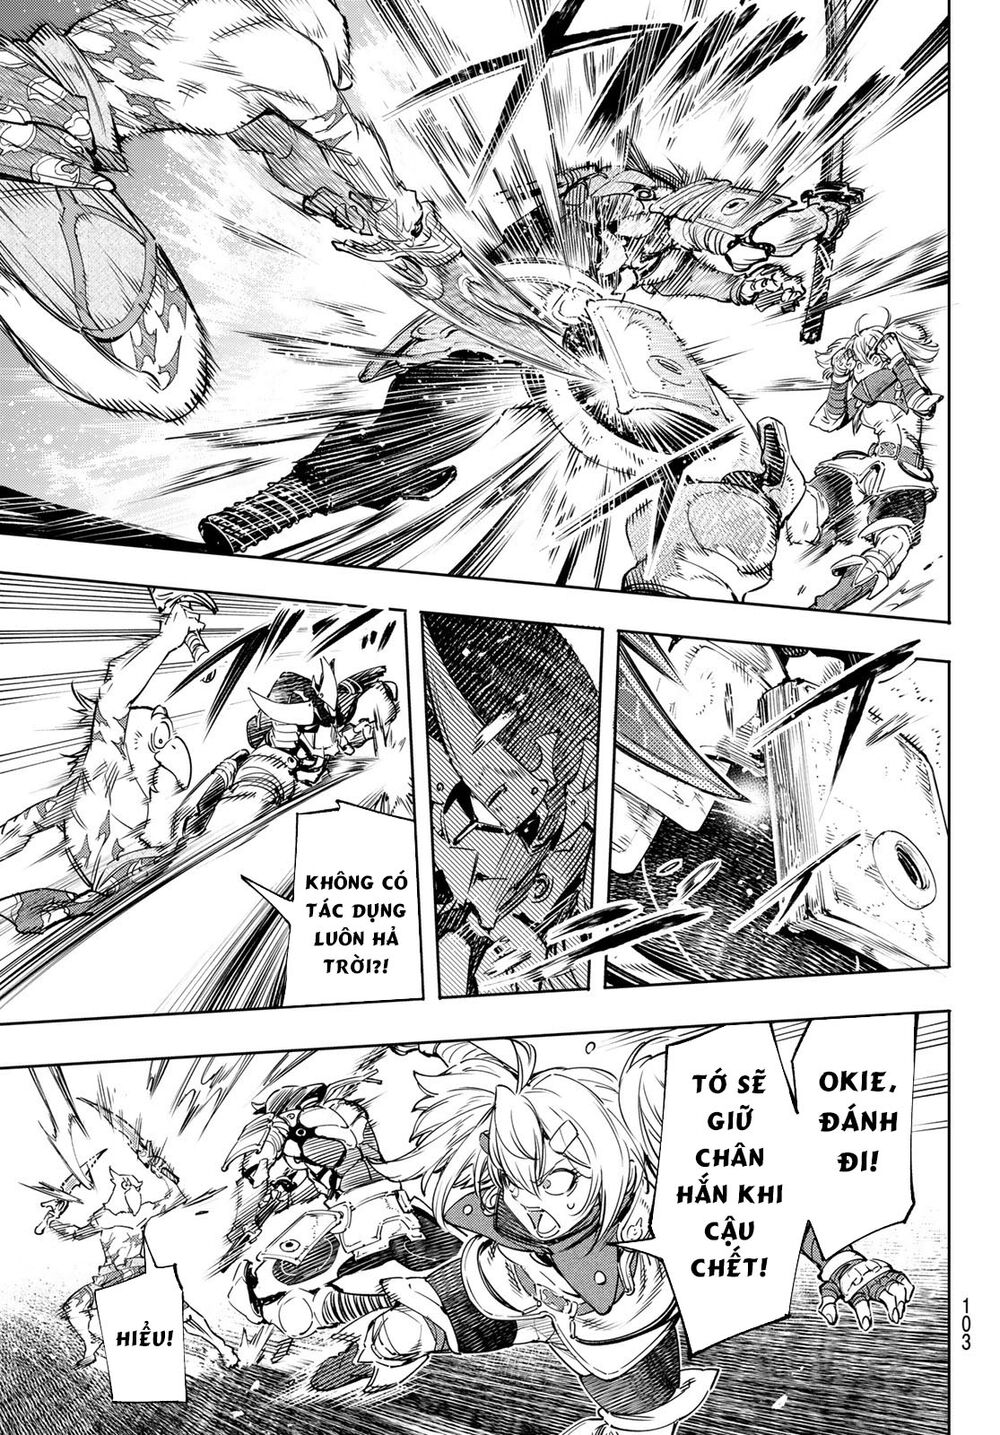 KHÔNG CÓ
TÁC DỤNG
LUÔN HẢ
TRỜI?!
OKIE,
ĐÁNH
ĐI!
TỚ SẼ
GIỮ
CHÂN
HẮN KHI
CẬU
CHẾT!
HIỂU!
103